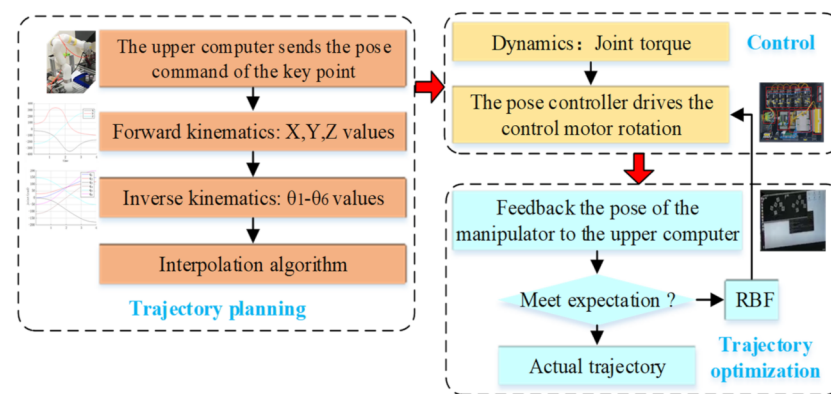 The upper computer sends the pose
command of the key point
Forward kinematics: X,Y,Z values
Inverse kinematics: θ1-θ6 values
Interpolation algorithm
Trajectory planning
Dynamics：Joint torque
Control
The pose controller drives the
control motor rotation
Feedback the pose of the
manipulator to the upper computer
Meet expectation ?
RBF
Actual trajectory
Trajectory
optimization